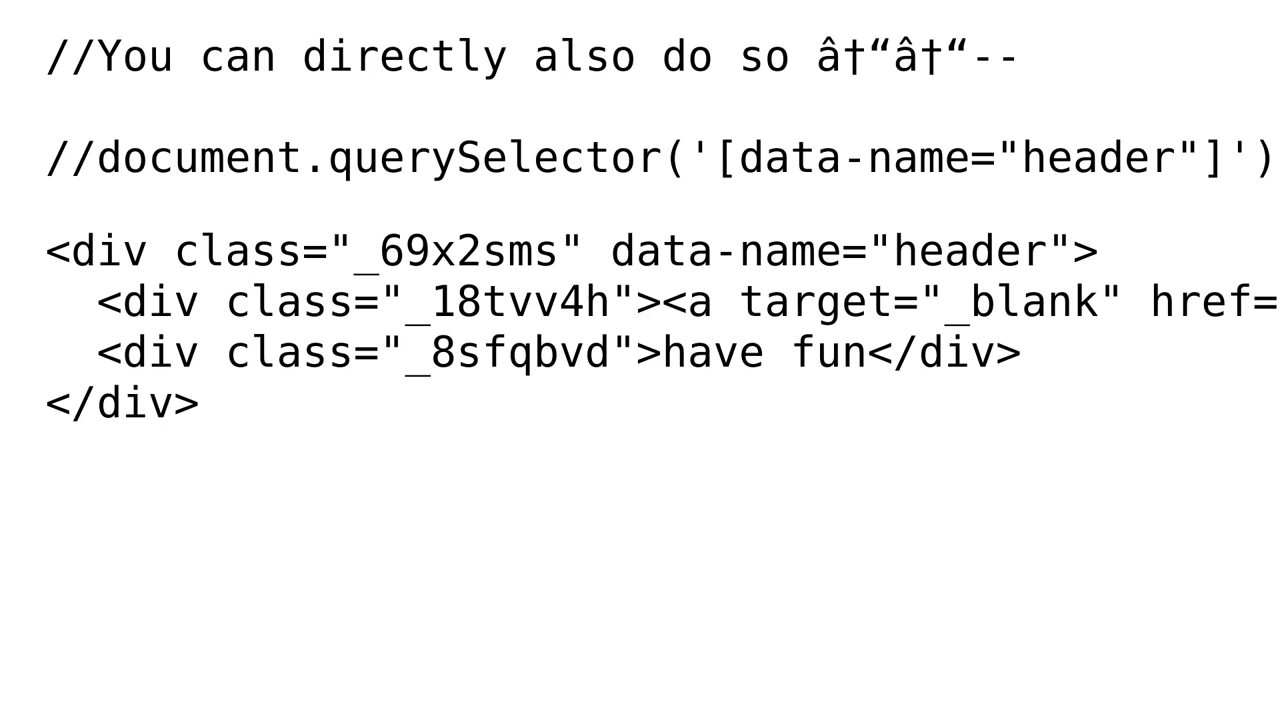 //You can directly also do so â†“â†“--
//document.querySelector('[data-name="header"]')
<div class="_69x2sms" data-name="header">
  <div class="_18tvv4h"><a target="_blank" href=
  <div class="_8sfqbvd">have fun</div>
</div>